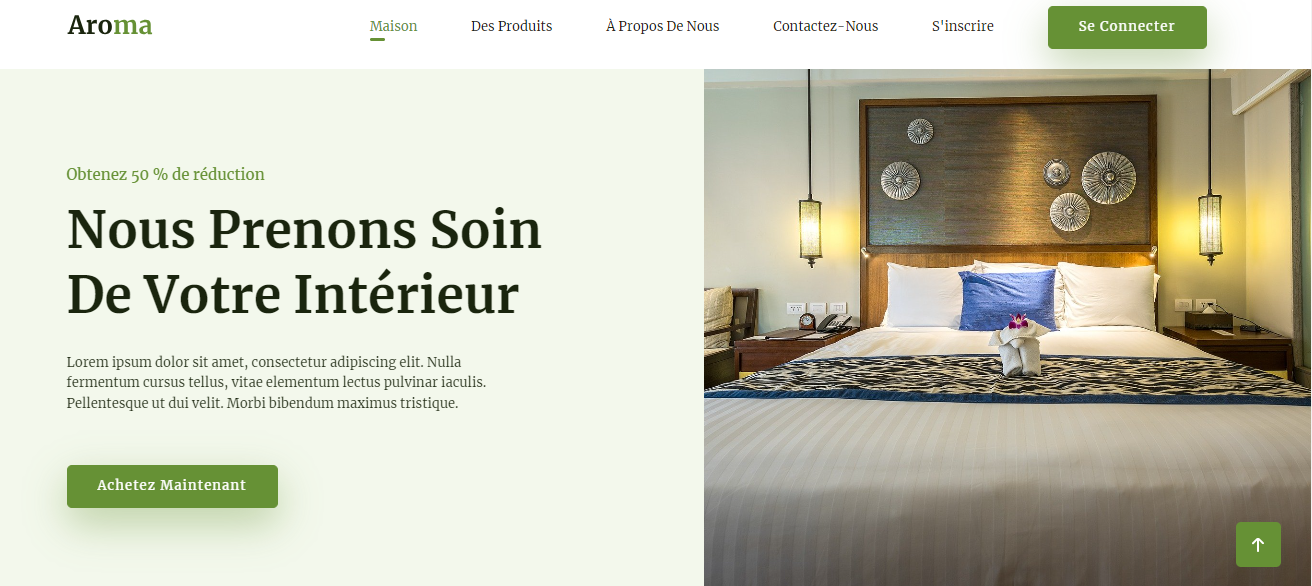 Aroma
Maison
Des Produits
À Propos De Nous
Contactez-Nous
S'inscrire
Se Connecter
Obtenez 50 % de réduction
Nous Prenons Soin
De Votre Intérieur
Lorem ipsum dolor sit amet, consectetur adipiscing elit. Nulla
fermentum cursus tellus, vitae elementum lectus pulvinar iaculis.
Pellentesque ut dui velit. Morbi bibendum maximus tristique.
Achetez Maintenant